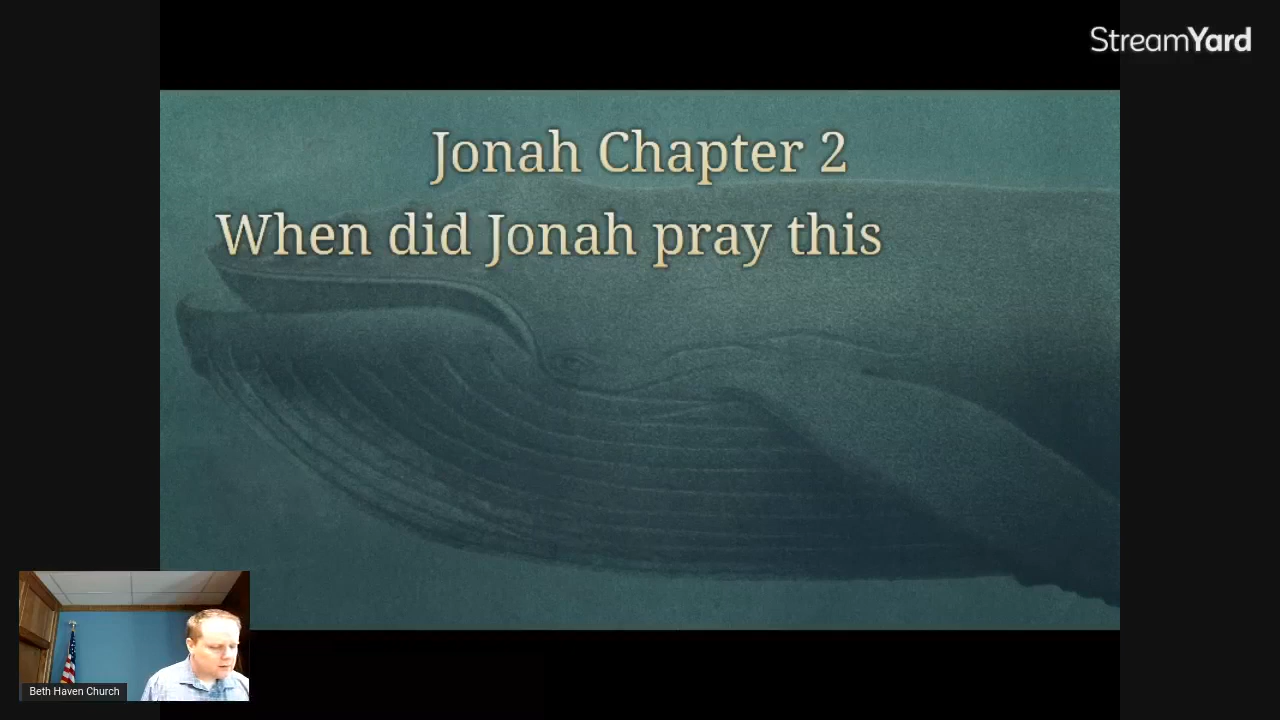 StreamYard
Jonah Chapter 2
When did Jonah pray this
Beth Haven Church